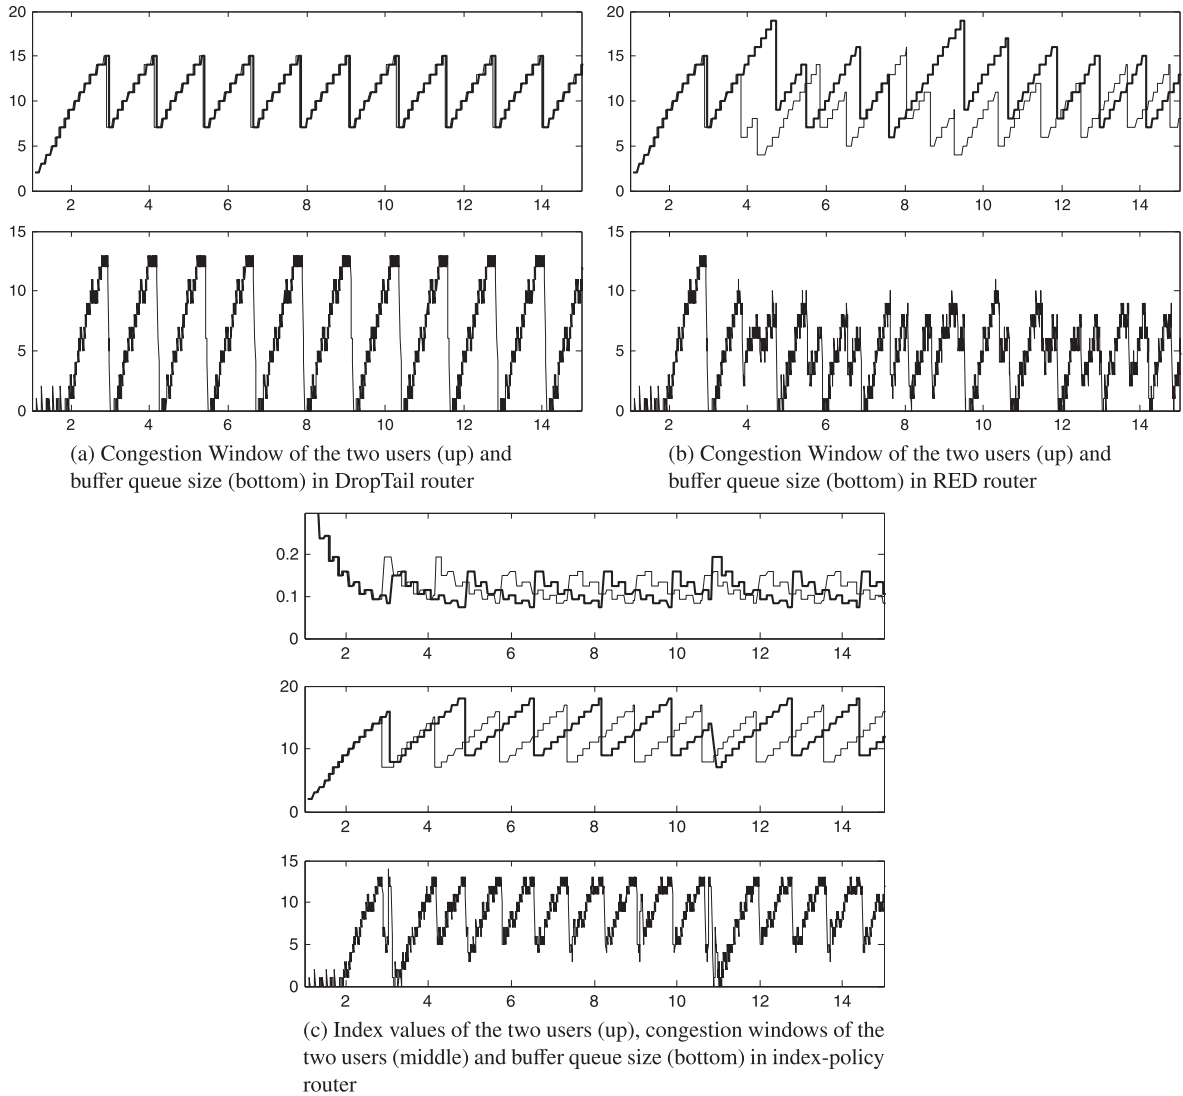 20
15
10
5
0
2 4 6 8 10 12 14
15
10
5
0
2 4 6 8 10 12 14
(a) Congestion Window of the two users (up) and
buffer queue size (bottom) in DropTail router
20
15
10
5
0
2 4 6 8 10 12 14
15
10
5
0
2 4 6 8 10 12 14
(b) Congestion Window of the two users (up) and
buffer queue size (bottom) in RED router
0.2
0.1
0
2 4 6 8 10 12 14
20
10
0
2 4 6 8 10 12 14
15
10
5
0
2 4 6 8 10 12 14
(c) Index values of the two users (up), congestion windows of the
two users (middle) and buffer queue size (bottom) in index-policy
router